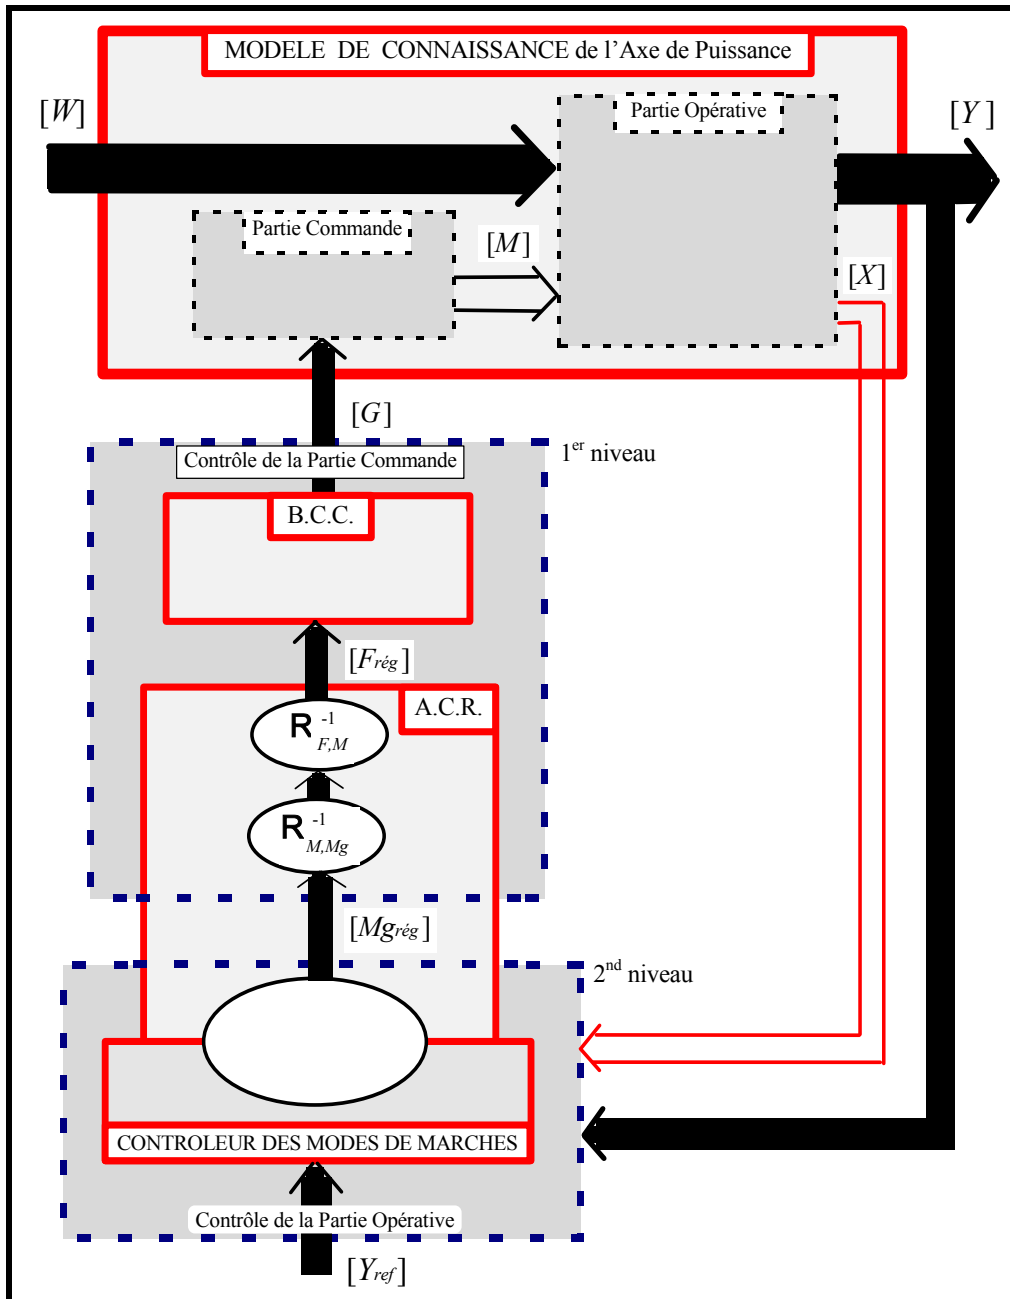 MODELE DE CONNAISSANCE de l'Axe de Puissance
[W]
Partie Opérative
[Y]
Partie Commande
[M]
[X]
[G]
1er niveau
Contrôle de la Partie Commande
B.C.C.
[Frég]
A.C.R.
R-1F,M
R-1M,Mg
[Mgrég]
2nd niveau
CONTROLEUR DES MODES DE MARCHES
Contrôle de la Partie Opérative
[Yref]